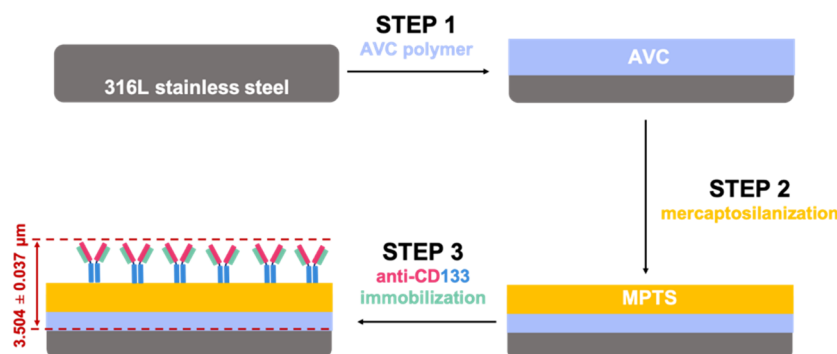 STEP 1
AVC polymer
316L stainless steel
AVC
STEP 2
mercaptosilanization
MPTS
STEP 3
anti-CD133
immobilization
3.504 ± 0.037 μm